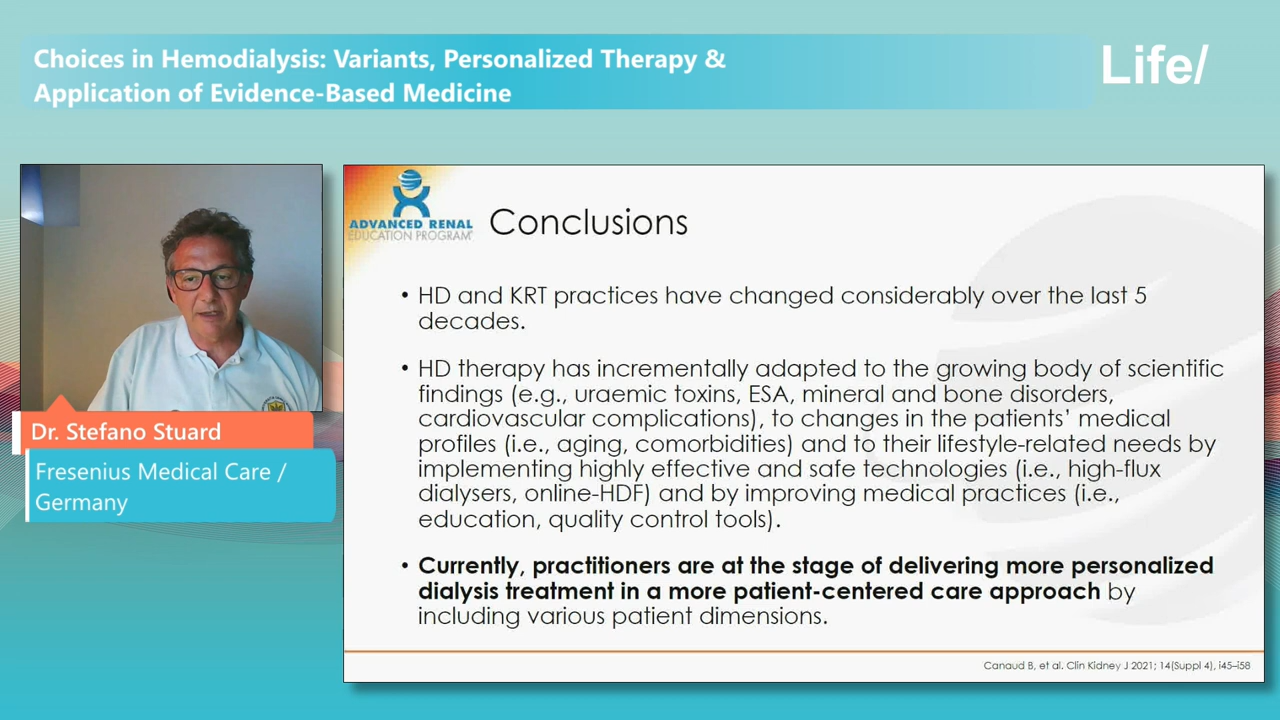 Choices in Hemodialysis: Variants, Personalized Therapy &
Application of Evidence-Based Medicine
Life/
Dr. Stefano Stuard
Fresenius Medical Care /
Germany
ADVANCED RENAL
EDUCATION PROGRAM
Conclusions
• HD and KRT practices have changed considerably over the last 5
decades.
• HD therapy has incrementally adapted to the growing body of scientific
findings (e.g., uraemic toxins, ESA, mineral and bone disorders,
cardiovascular complications), to changes in the patients’ medical
profiles (i.e., aging, comorbidities) and to their lifestyle-related needs by
implementing highly effective and safe technologies (i.e., high-flux
dialysers, online-HDF) and by improving medical practices (i.e.,
education, quality control tools).
• Currently, practitioners are at the stage of delivering more personalized
dialysis treatment in a more patient-centered care approach by
including various patient dimensions.
Canaud B, et al. Clin Kidney J 2021; 14(Suppl 4), i45–i58